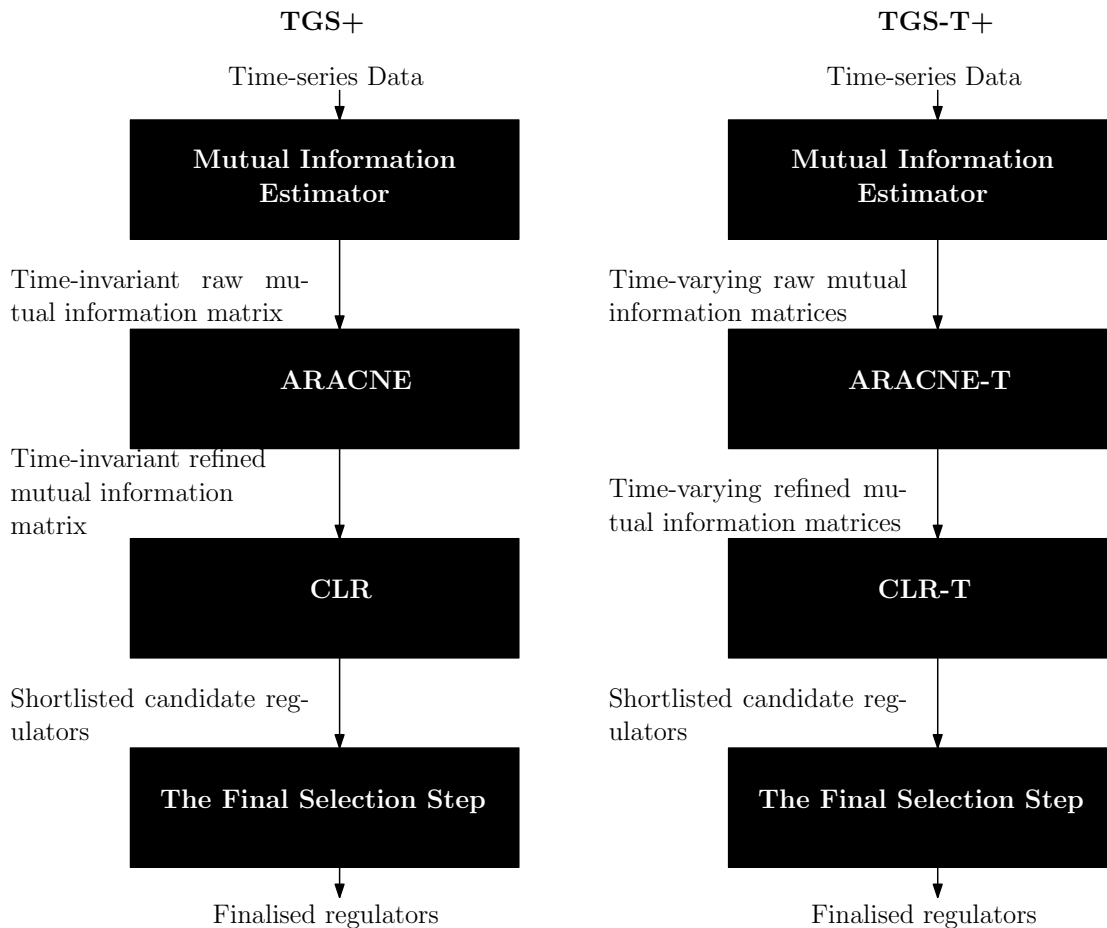 TGS+
Time-series Data
Mutual Information
Estimator
Time-invariant raw mu-
tual information matrix
ARACNE
Time-invariant refined
mutual information
matrix
CLR
Shortlisted candidate reg-
ulators
The Final Selection Step
Finalised regulators
TGS-T+
Time-series Data
Mutual Information
Estimator
Time-varying raw mutual
information matrices
ARACNE-T
Time-varying refined mu-
tual information matrices
CLR-T
Shortlisted candidate reg-
ulators
The Final Selection Step
Finalised regulators